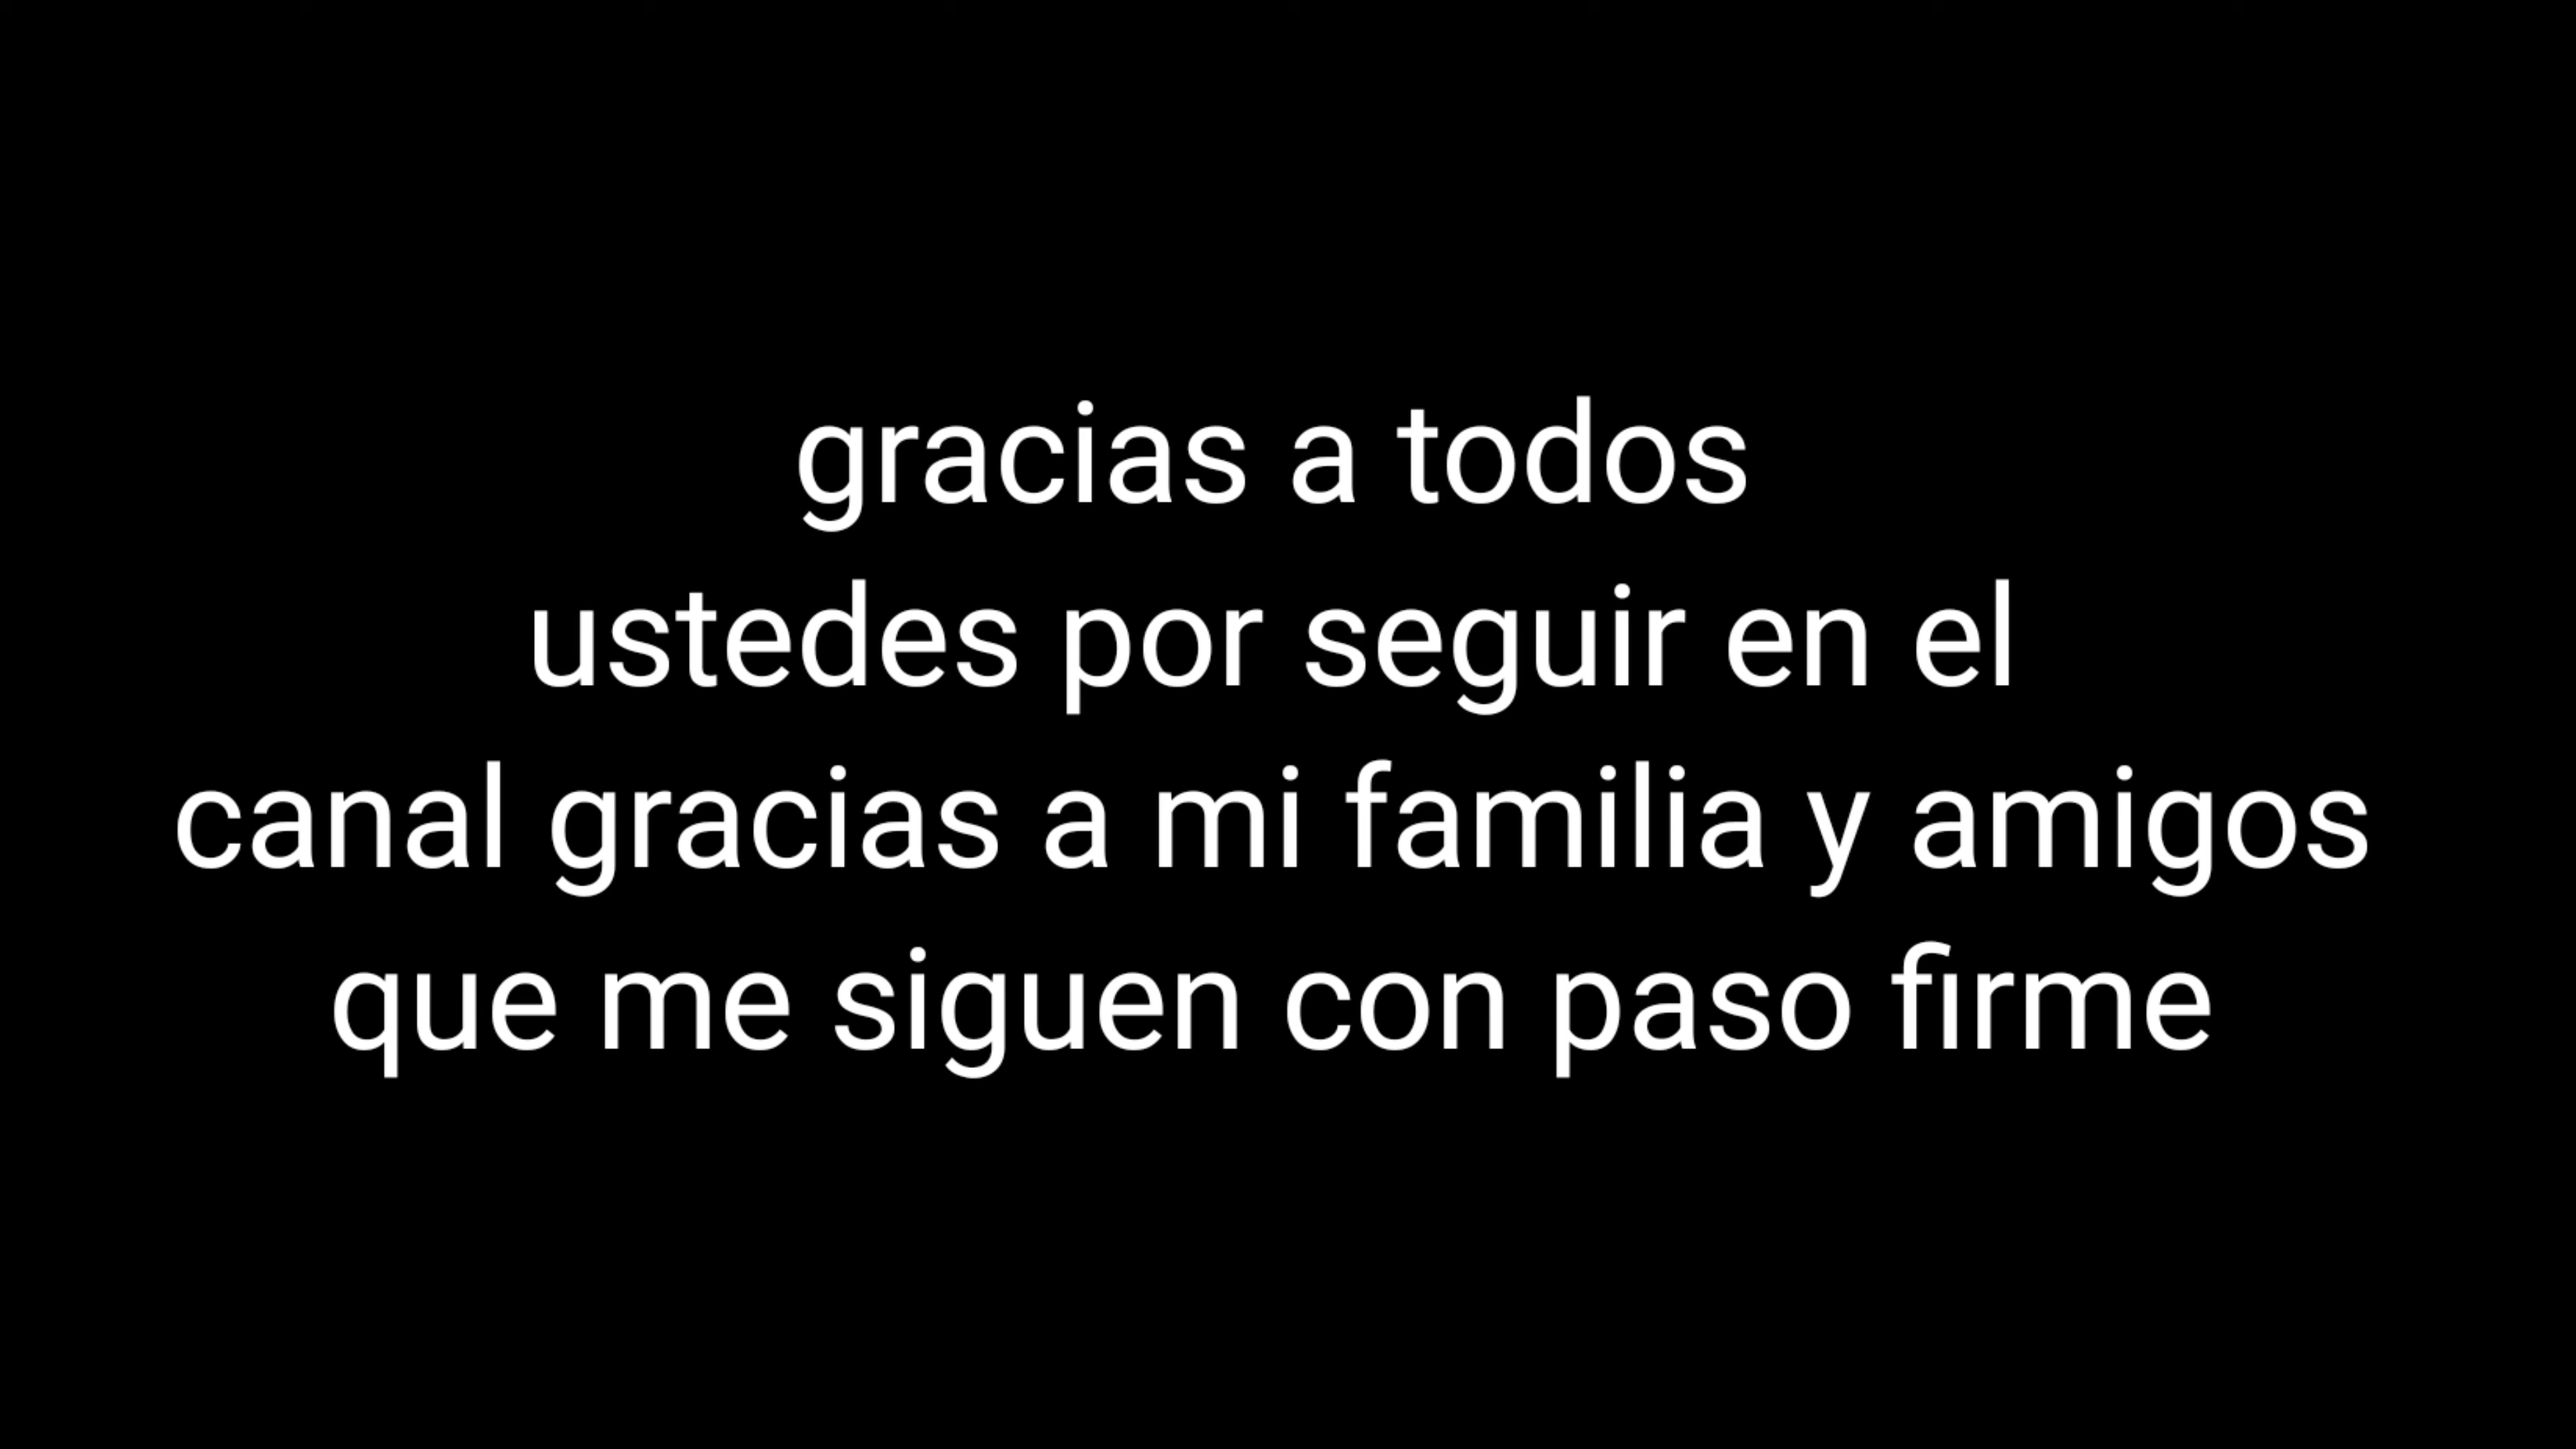 gracias a todos
ustedes por seguir en el
canal gracias a mi familia y amigos
que me siguen con paso firme